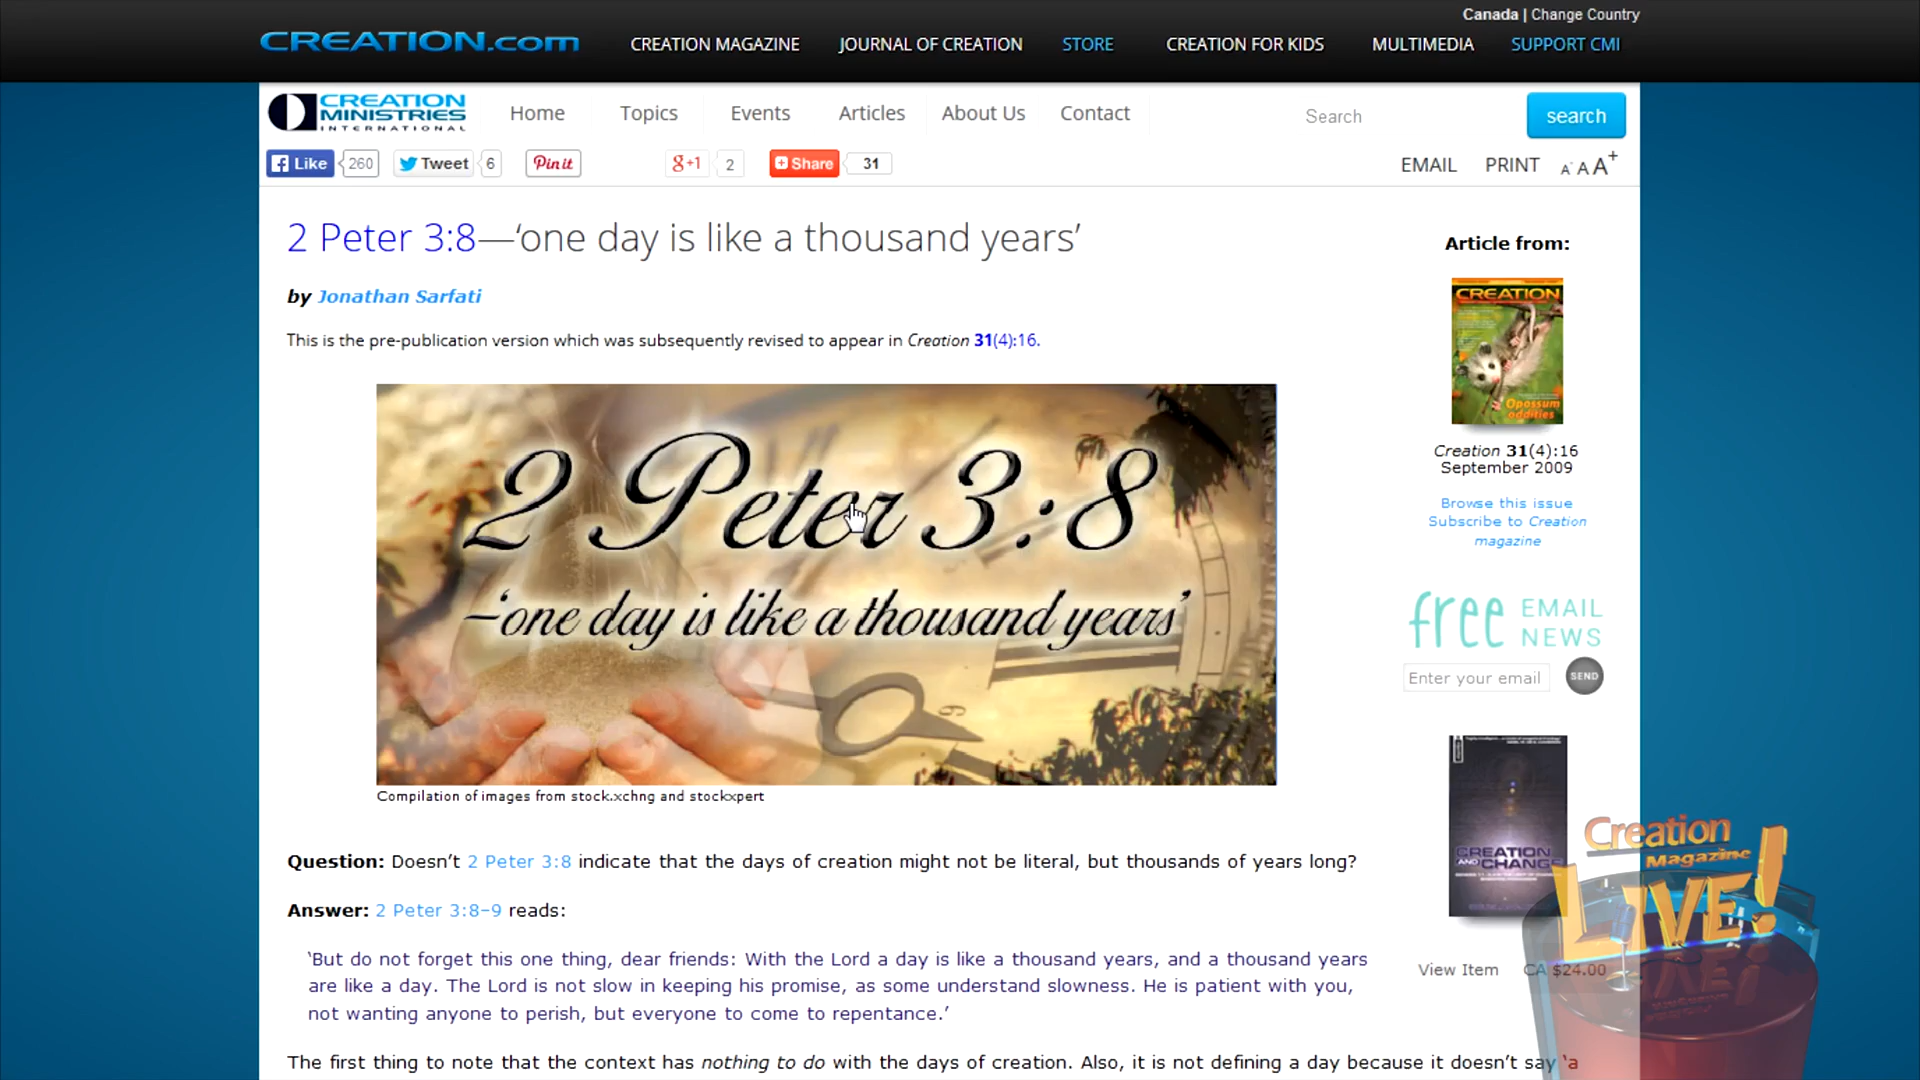 Canada | Change Country
CREATION.com
CREATION MAGAZINE
JOURNAL OF CREATION
STORE
CREATION FOR KIDS
MULTIMEDIA
SUPPORT CMI
CREATION
MINISTRIES
INTERNATIONAL
Home
Topics
Events
Articles
About Us
Contact
Search
search
Like
260
Tweet
6
Pin it
g+1
2
Share
31
EMAIL
PRINT
A- A A+
2 Peter 3:8—‘one day is like a thousand years’
by Jonathan Sarfati
This is the pre-publication version which was subsequently revised to appear in Creation 31(4):16.
2 Peter 3:8
–‘one day is like a thousand years’
Compilation of images from stock.xchng and stockxpert
Question: Doesn’t 2 Peter 3:8 indicate that the days of creation might not be literal, but thousands of years long?
Answer: 2 Peter 3:8–9 reads:
‘But do not forget this one thing, dear friends: With the Lord a day is like a thousand years, and a thousand years
are like a day. The Lord is not slow in keeping his promise, as some understand slowness. He is patient with you,
not wanting anyone to perish, but everyone to come to repentance.’
The first thing to note that the context has nothing to do with the days of creation. Also, it is not defining a day because it doesn’t say ‘a
Article from:
CREATION
Opossum
oddities
Creation 31(4):16
September 2009
Browse this issue
Subscribe to Creation
magazine
free EMAIL
NEWS
Enter your email
SEND
CREATION
AND CHANGE
View Item
CA $24.00
Creation
Magazine
LIVE!